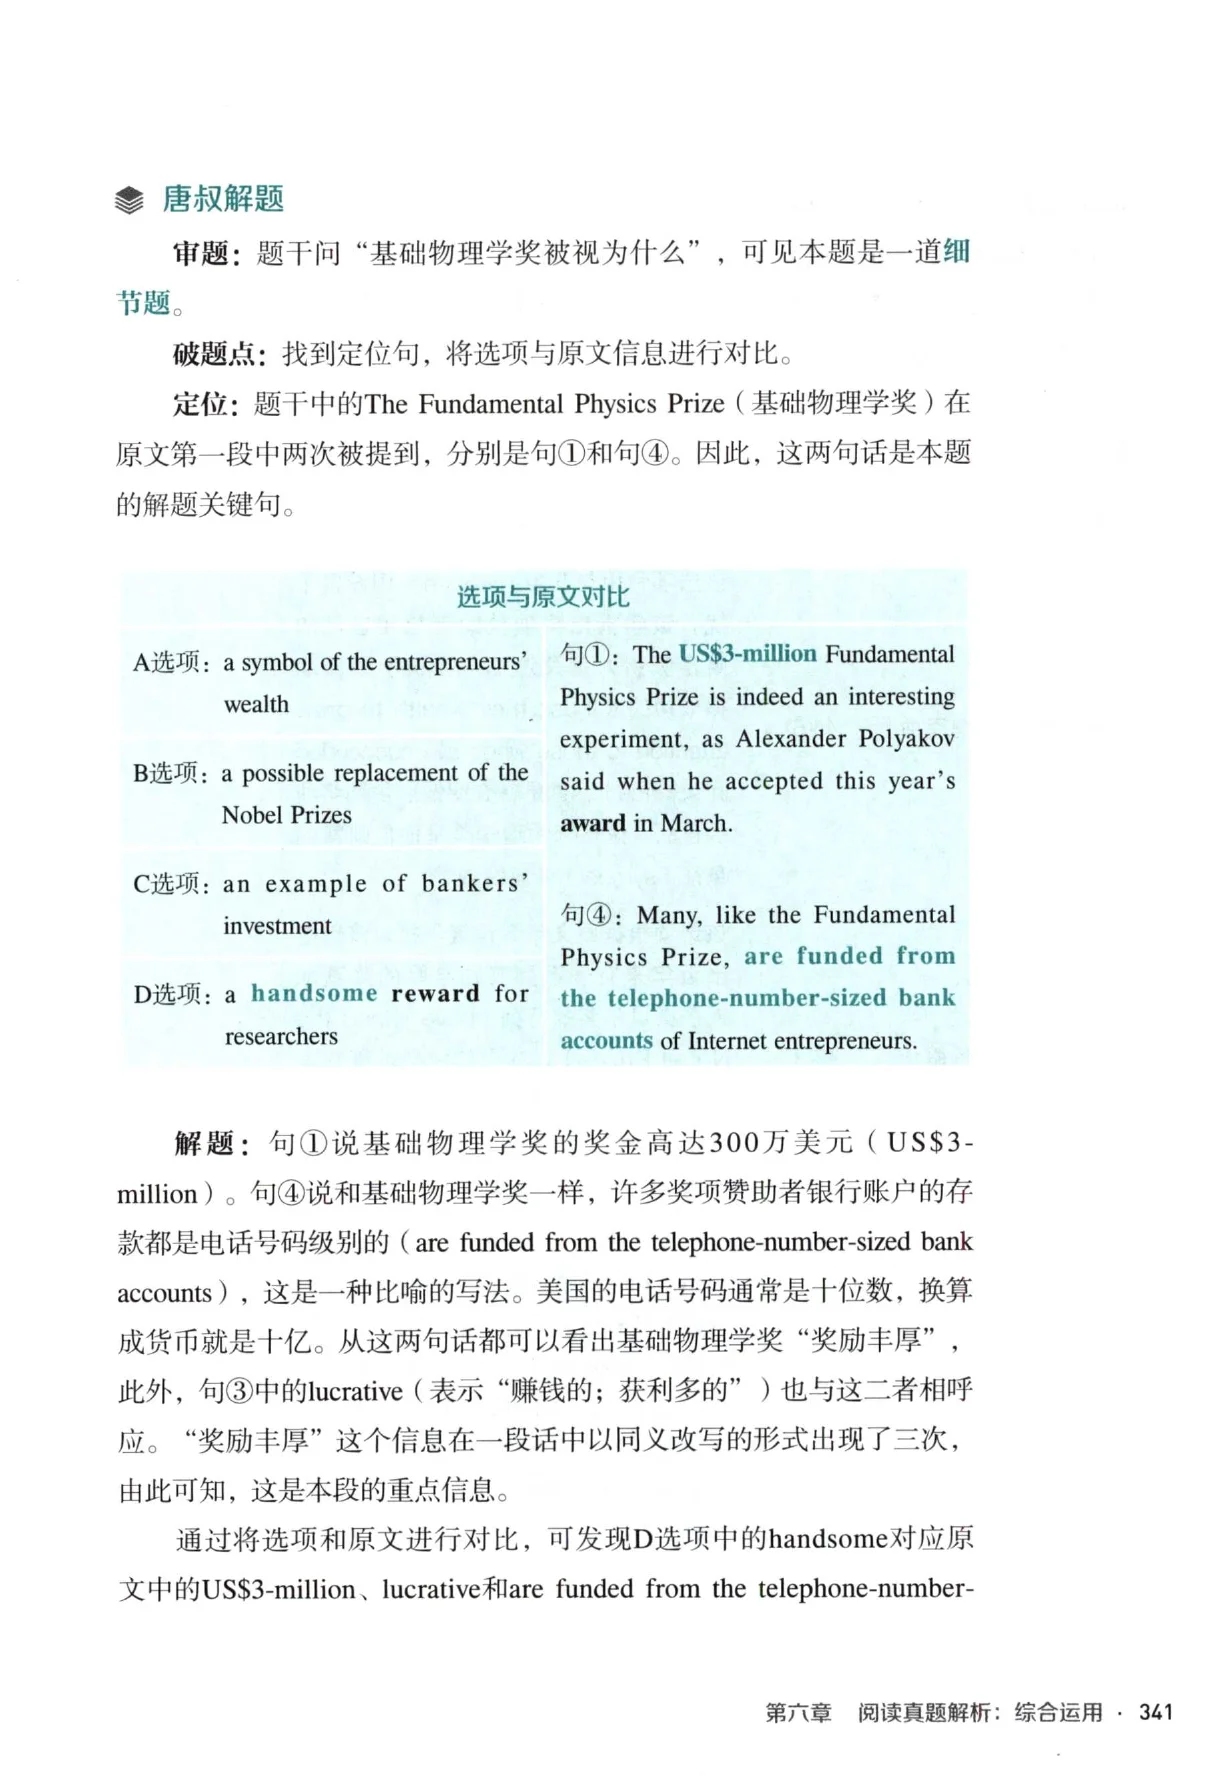 唐叔解题
审题：题干问“基础物理学奖被视为什么”，可见本题是一道细
节题。
破题点：找到定位句，将选项与原文信息进行对比。
定位：题干中的The Fundamental Physics Prize（基础物理学奖）在
原文第一段中两次被提到，分别是句①和句④。因此，这两句话是本题
的解题关键句。
选项与原文对比
A选项：a symbol of the entrepreneurs’
wealth
B选项：a possible replacement of the
Nobel Prizes
C选项：an example of bankers’
investment
D选项：a handsome reward for
researchers
句①：The US$3-million Fundamental
Physics Prize is indeed an interesting
experiment, as Alexander Polyakov
said when he accepted this year’s
award in March.
句④：Many, like the Fundamental
Physics Prize, are funded from
the telephone-number-sized bank
accounts of Internet entrepreneurs.
解题：句①说基础物理学奖的奖金高达300万美元（US$3-
million）。句④说和基础物理学奖一样，许多奖项赞助者银行账户的存
款都是电话号码级别的（are funded from the telephone-number-sized bank
accounts），这是一种比喻的写法。美国的电话号码通常是十位数，换算
成货币就是十亿。从这两句话都可以看出基础物理学奖“奖励丰厚”，
此外，句③中的lucrative（表示“赚钱的；获利多的”）也与这二者相呼
应。“奖励丰厚”这个信息在一段话中以同义改写的形式出现了三次，
由此可知，这是本段的重点信息。
通过将选项和原文进行对比，可发现D选项中的handsome对应原
文中的US$3-million、lucrative和are funded from the telephone-number-
第六章 阅读真题解析：综合运用 · 341